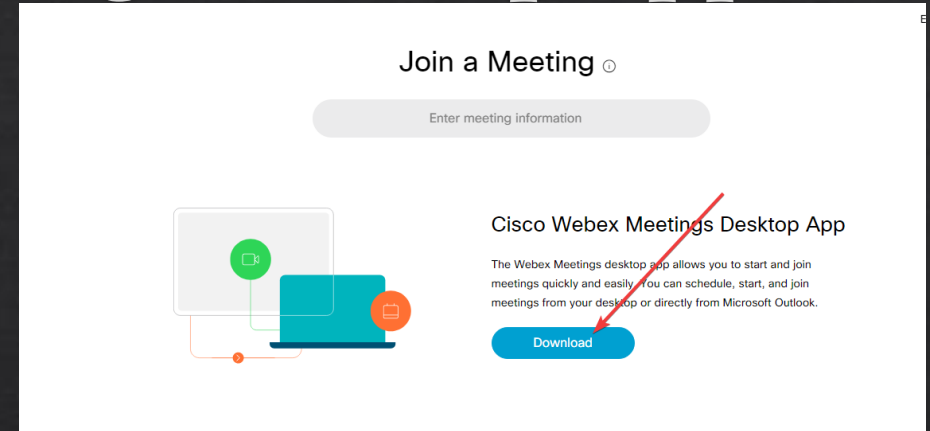 Join a Meeting
Enter meeting information
Cisco Webex Meetings Desktop App
The Webex Meetings desktop app allows you to start and join
meetings quickly and easily. You can schedule, start, and join
meetings from your desktop or directly from Microsoft Outlook.
Download